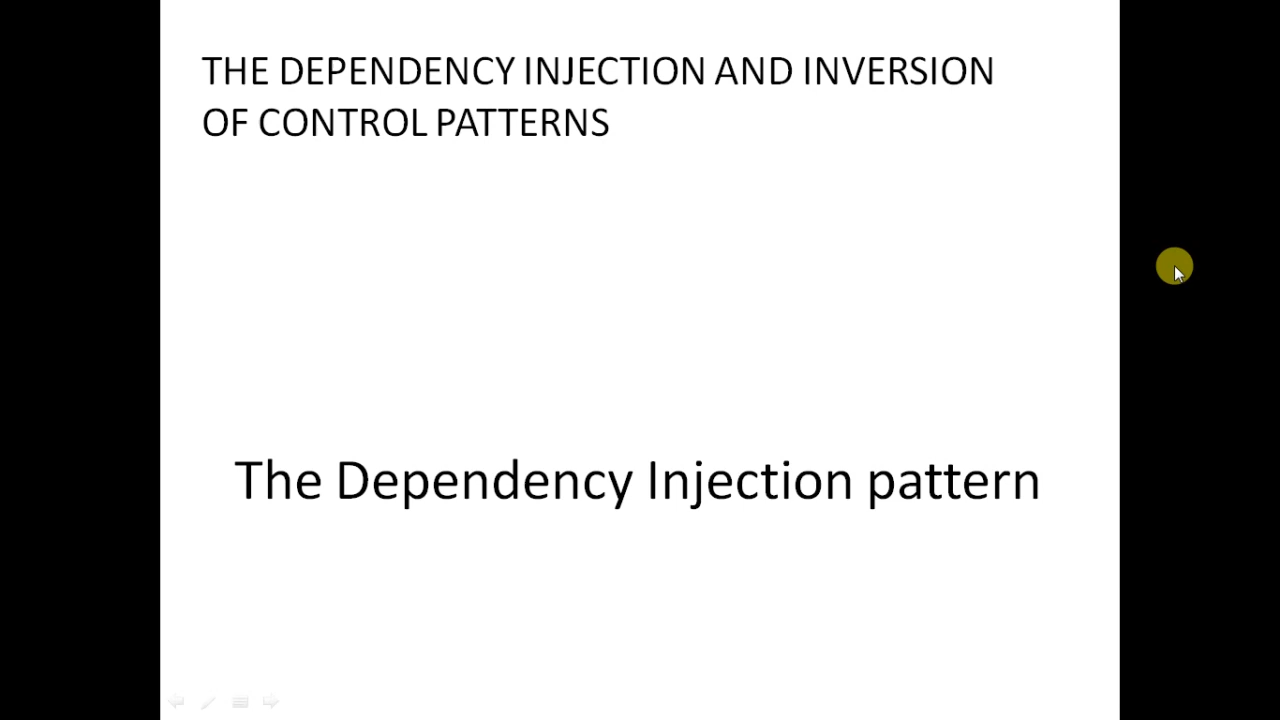 THE DEPENDENCY INJECTION AND INVERSION
OF CONTROL PATTERNS
The Dependency Injection pattern